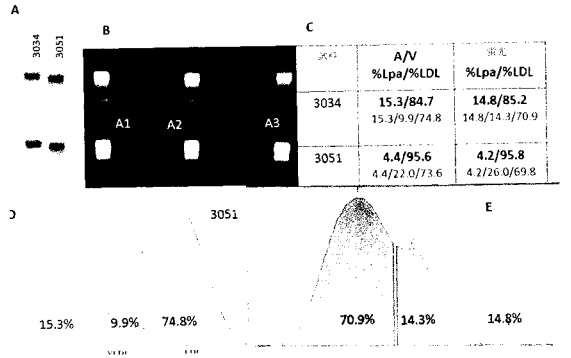 A
B
C
3034
3051
A1
A2
A3
A/V
%Lpa/%LDL
%Lpa/%LDL
3034
15.3/84.7
15.3/9.9/74.8
14.8/85.2
14.8/14.3/70.9
3051
4.4/95.6
4.4/22.0/73.6
4.2/95.8
4.2/26.0/69.8
3051
E
15.3%
9.9%
74.8%
70.9%
14.3%
14.8%